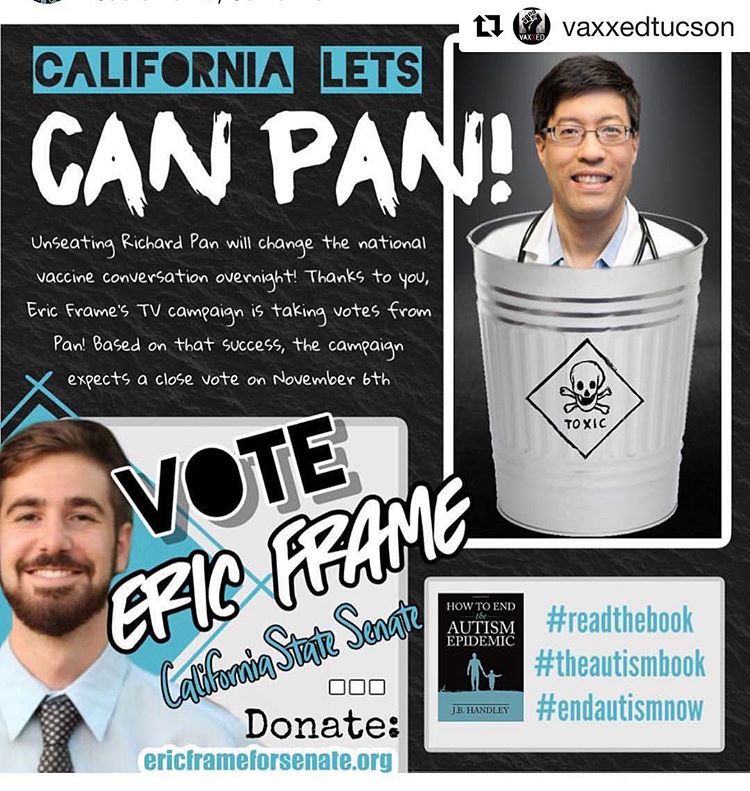 vaxxedtucson
VAXXED
CALIFORNIA LETS
CAN PAN!
Unseating Richard Pan will change the national
vaccine conversation overnight! Thanks to you,
Eric Frame's TV campaign is taking votes from
Pan! Based on that success, the campaign
expects a close vote on November 6th
TOXIC
VOTE
ERIC FRAME
California State Senate
Donate:
ericframeforsenate.org
HOW TO END
the
AUTISM
EPIDEMIC
J.B. HANDLEY
#readthebook
#theautismbook
#endautismnow